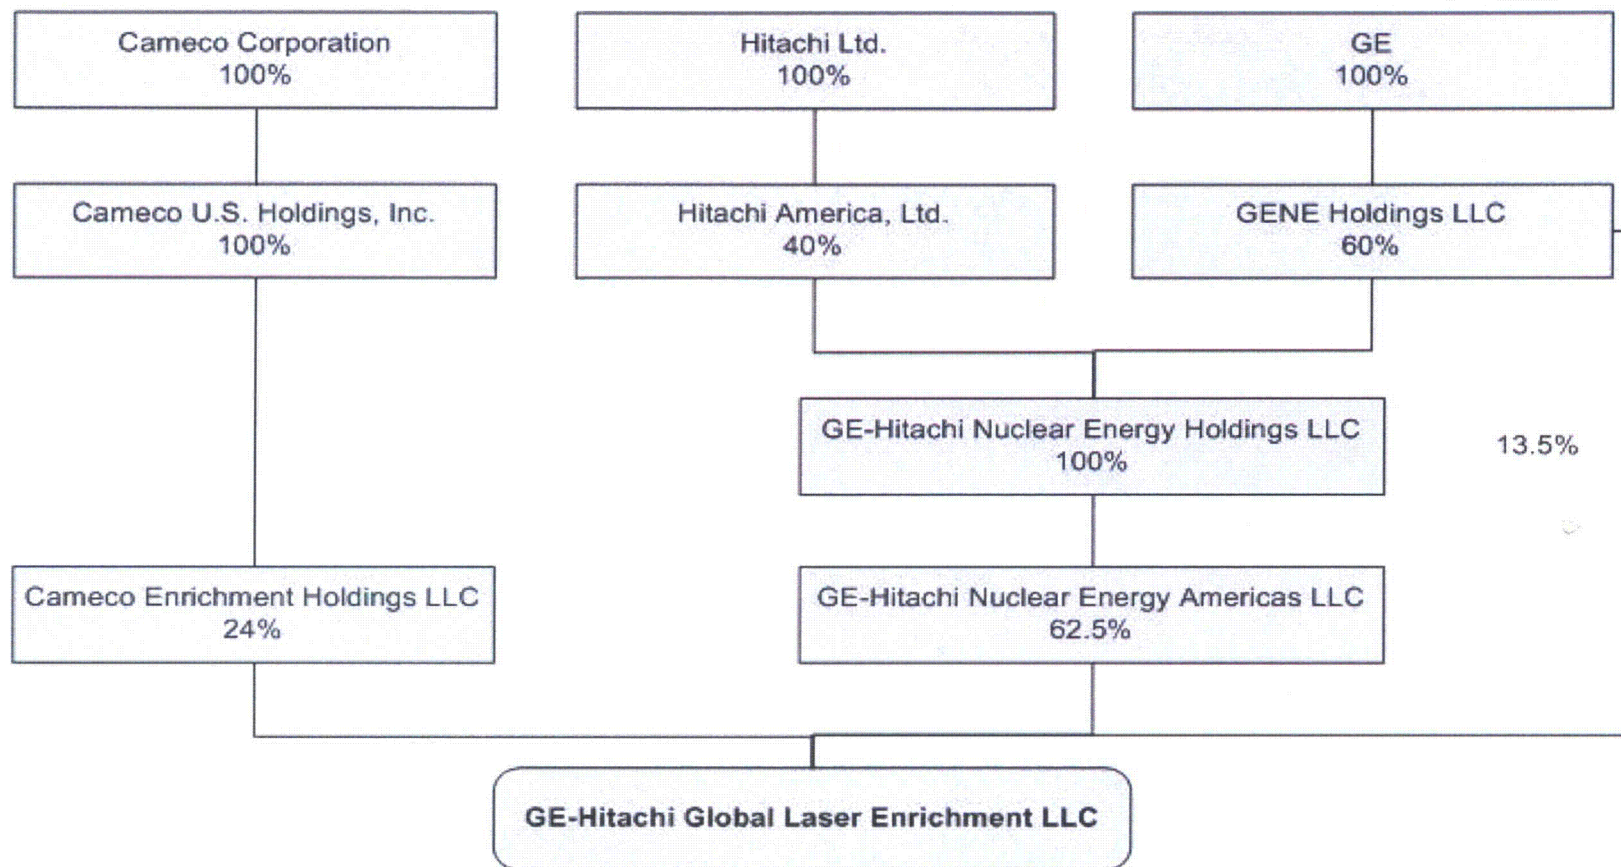 Cameco Corporation
100%
Hitachi Ltd.
100%
GE
100%
Cameco U.S. Holdings, Inc.
100%
Hitachi America, Ltd.
40%
GENE Holdings LLC
60%
GE-Hitachi Nuclear Energy Holdings LLC
100%
13.5%
Cameco Enrichment Holdings LLC
24%
GE-Hitachi Nuclear Energy Americas LLC
62.5%
GE-Hitachi Global Laser Enrichment LLC